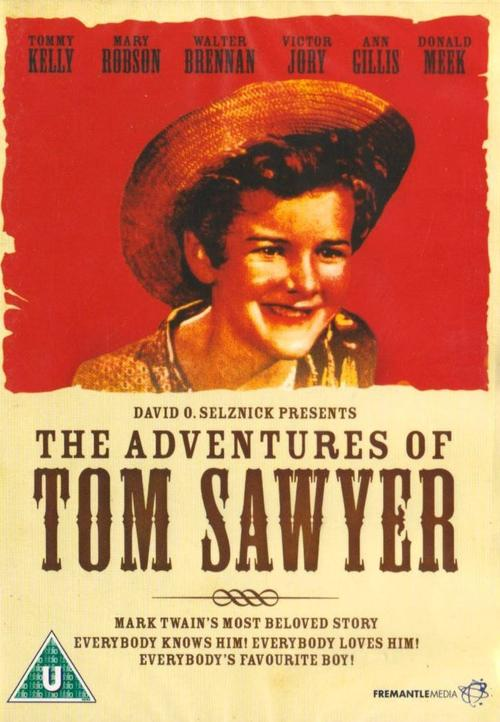 TOMMY MARY WALTER VICTOR ANN DONALD
KELLY ROBSON BRENNAN JORY GILLIS MEEK
DAVID O. SELZNICK PRESENTS
THE ADVENTURES OF
TOM SAWYER
MARK TWAIN'S MOST BELOVED STORY
EVERYBODY KNOWS HIM! EVERYBODY LOVES HIM!
EVERYBODY'S FAVOURITE BOY!
U
FREMANTLEMEDIA